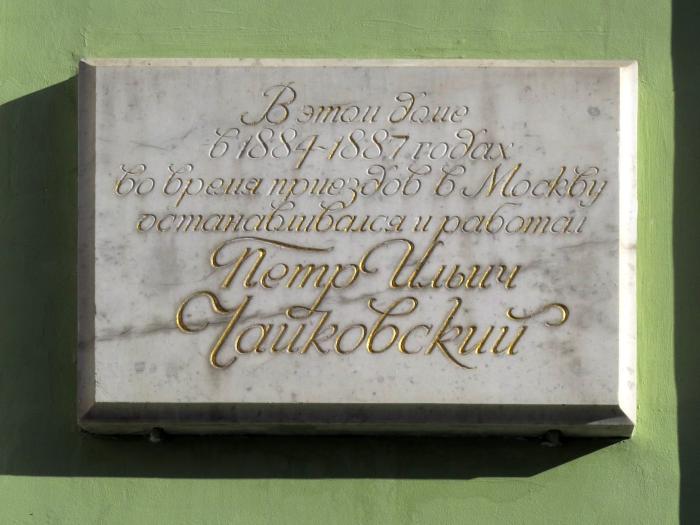 В этом доме
в 1884-1887 годах
во время приездов в Москву
останавливался и работал
Петр Ильич
Чайковский